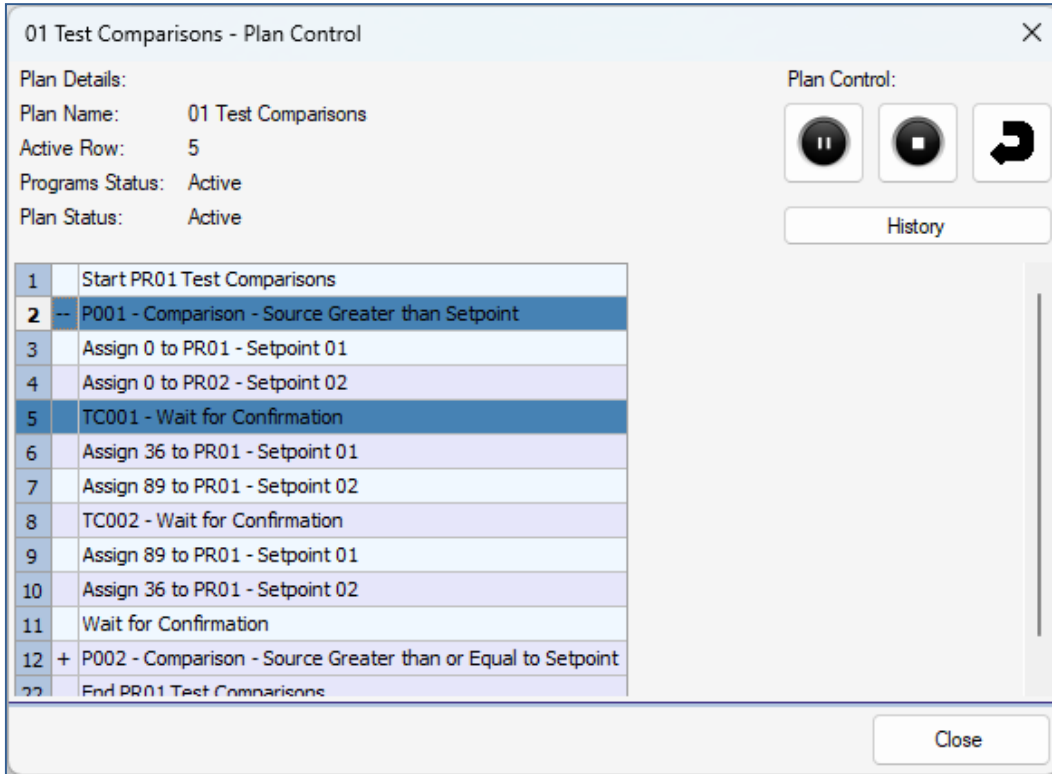 01 Test Comparisons - Plan Control
Plan Details:
Plan Control:
Plan Name: 01 Test Comparisons
Active Row: 5
Programs Status: Active
Plan Status: Active
History
1 Start PR01 Test Comparisons
2 -- P001 - Comparison - Source Greater than Setpoint
3 Assign 0 to PR01 - Setpoint 01
4 Assign 0 to PR02 - Setpoint 02
5 TC001 - Wait for Confirmation
6 Assign 36 to PR01 - Setpoint 01
7 Assign 89 to PR01 - Setpoint 02
8 TC002 - Wait for Confirmation
9 Assign 89 to PR01 - Setpoint 01
10 Assign 36 to PR01 - Setpoint 02
11 Wait for Confirmation
12 + P002 - Comparison - Source Greater than or Equal to Setpoint
22 End PR01 Test Comparisons
Close